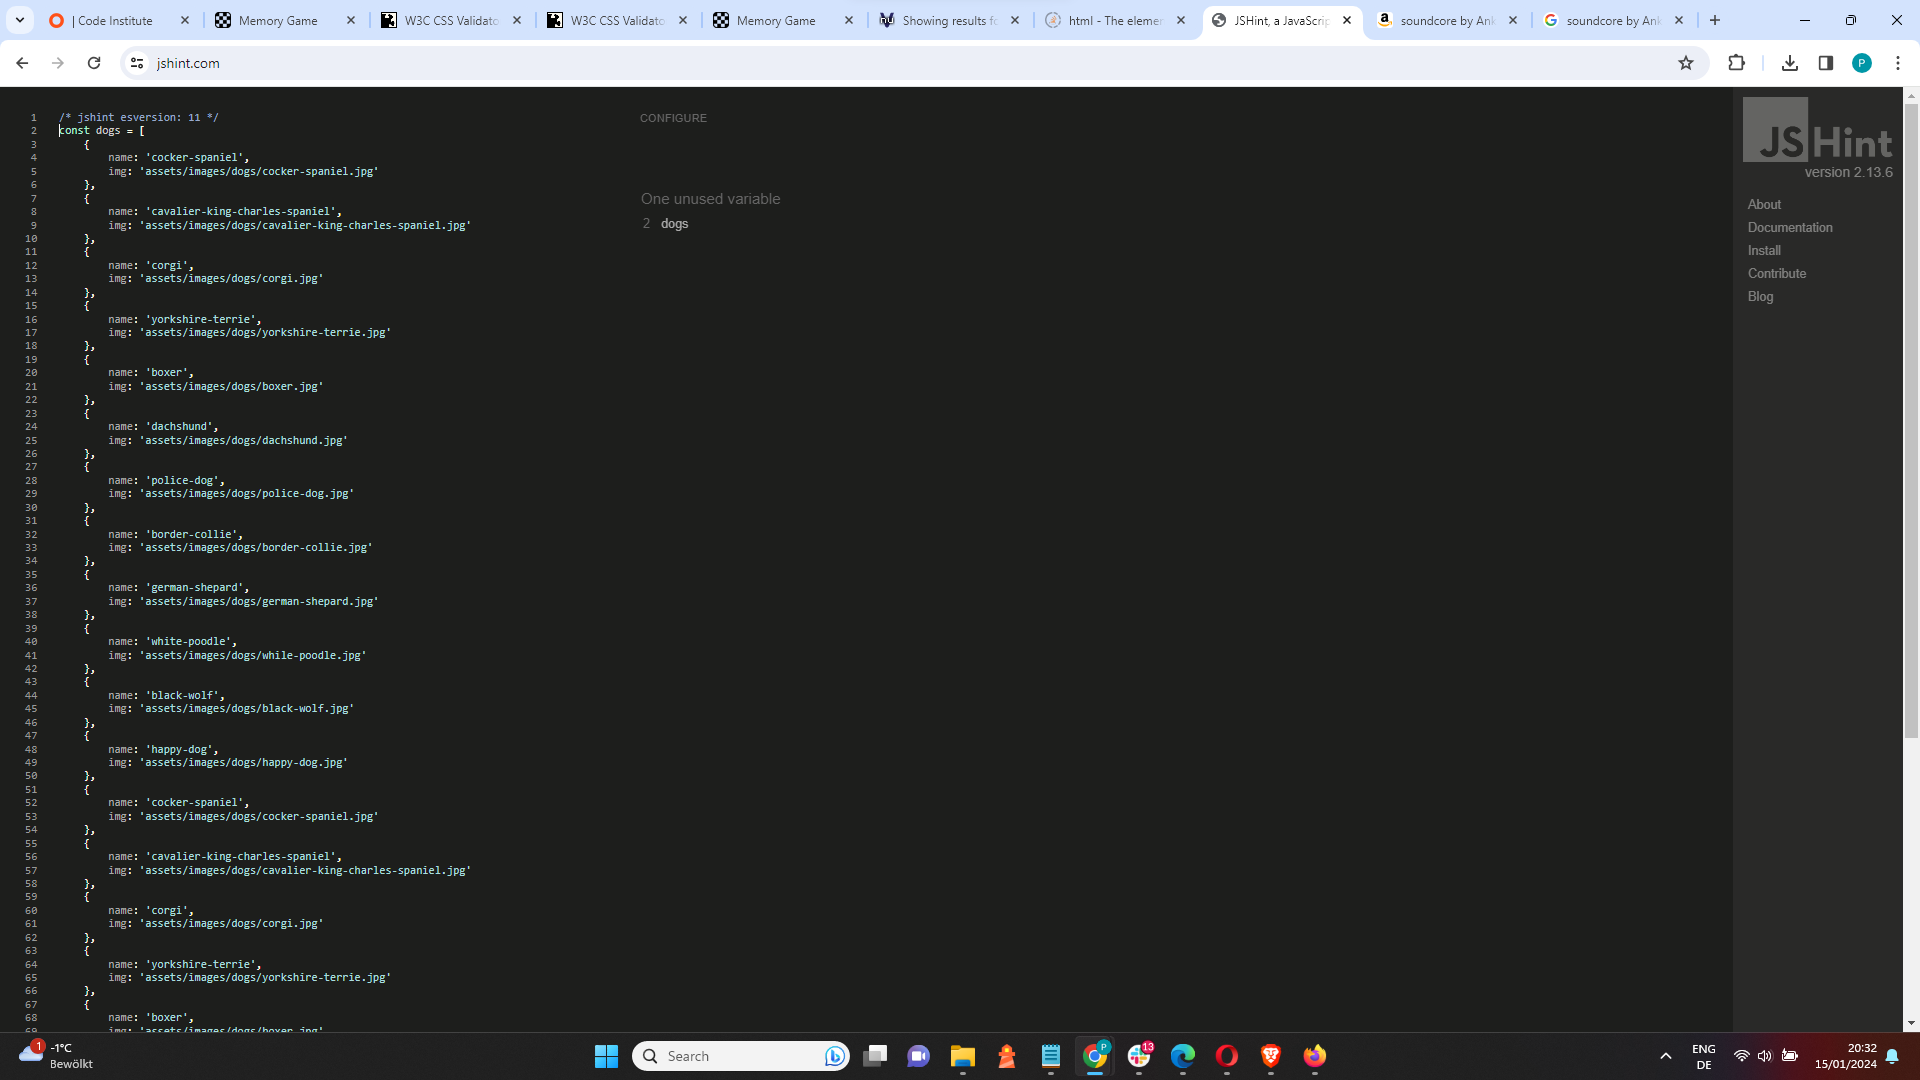 | Code Institute
Memory Game
W3C CSS Validato
W3C CSS Validato
Memory Game
Showing results fo
html - The elemen
JSHint, a JavaScrip
soundcore by Ank
soundcore by Ank
jshint.com
1 /* jshint esversion: 11 */
2 const dogs = [
3 {
4 name: 'cocker-spaniel',
5 img: 'assets/images/dogs/cocker-spaniel.jpg'
6 },
7 {
8 name: 'cavalier-king-charles-spaniel',
9 img: 'assets/images/dogs/cavalier-king-charles-spaniel.jpg'
10 },
11 {
12 name: 'corgi',
13 img: 'assets/images/dogs/corgi.jpg'
14 },
15 {
16 name: 'yorkshire-terrie',
17 img: 'assets/images/dogs/yorkshire-terrie.jpg'
18 },
19 {
20 name: 'boxer',
21 img: 'assets/images/dogs/boxer.jpg'
22 },
23 {
24 name: 'dachshund',
25 img: 'assets/images/dogs/dachshund.jpg'
26 },
27 {
28 name: 'police-dog',
29 img: 'assets/images/dogs/police-dog.jpg'
30 },
31 {
32 name: 'border-collie',
33 img: 'assets/images/dogs/border-collie.jpg'
34 },
35 {
36 name: 'german-shepard',
37 img: 'assets/images/dogs/german-shepard.jpg'
38 },
39 {
40 name: 'white-poodle',
41 img: 'assets/images/dogs/while-poodle.jpg'
42 },
43 {
44 name: 'black-wolf',
45 img: 'assets/images/dogs/black-wolf.jpg'
46 },
47 {
48 name: 'happy-dog',
49 img: 'assets/images/dogs/happy-dog.jpg'
50 },
51 {
52 name: 'cocker-spaniel',
53 img: 'assets/images/dogs/cocker-spaniel.jpg'
54 },
55 {
56 name: 'cavalier-king-charles-spaniel',
57 img: 'assets/images/dogs/cavalier-king-charles-spaniel.jpg'
58 },
59 {
60 name: 'corgi',
61 img: 'assets/images/dogs/corgi.jpg'
62 },
63 {
64 name: 'yorkshire-terrie',
65 img: 'assets/images/dogs/yorkshire-terrie.jpg'
66 },
67 {
68 name: 'boxer',
69 img: 'assets/images/dogs/boxer.jpg'
CONFIGURE
One unused variable
2 dogs
JSHint
version 2.13.6
About
Documentation
Install
Contribute
Blog
1
-1°C
Bewölkt
Search
P
13
ENG
DE
20:32
15/01/2024